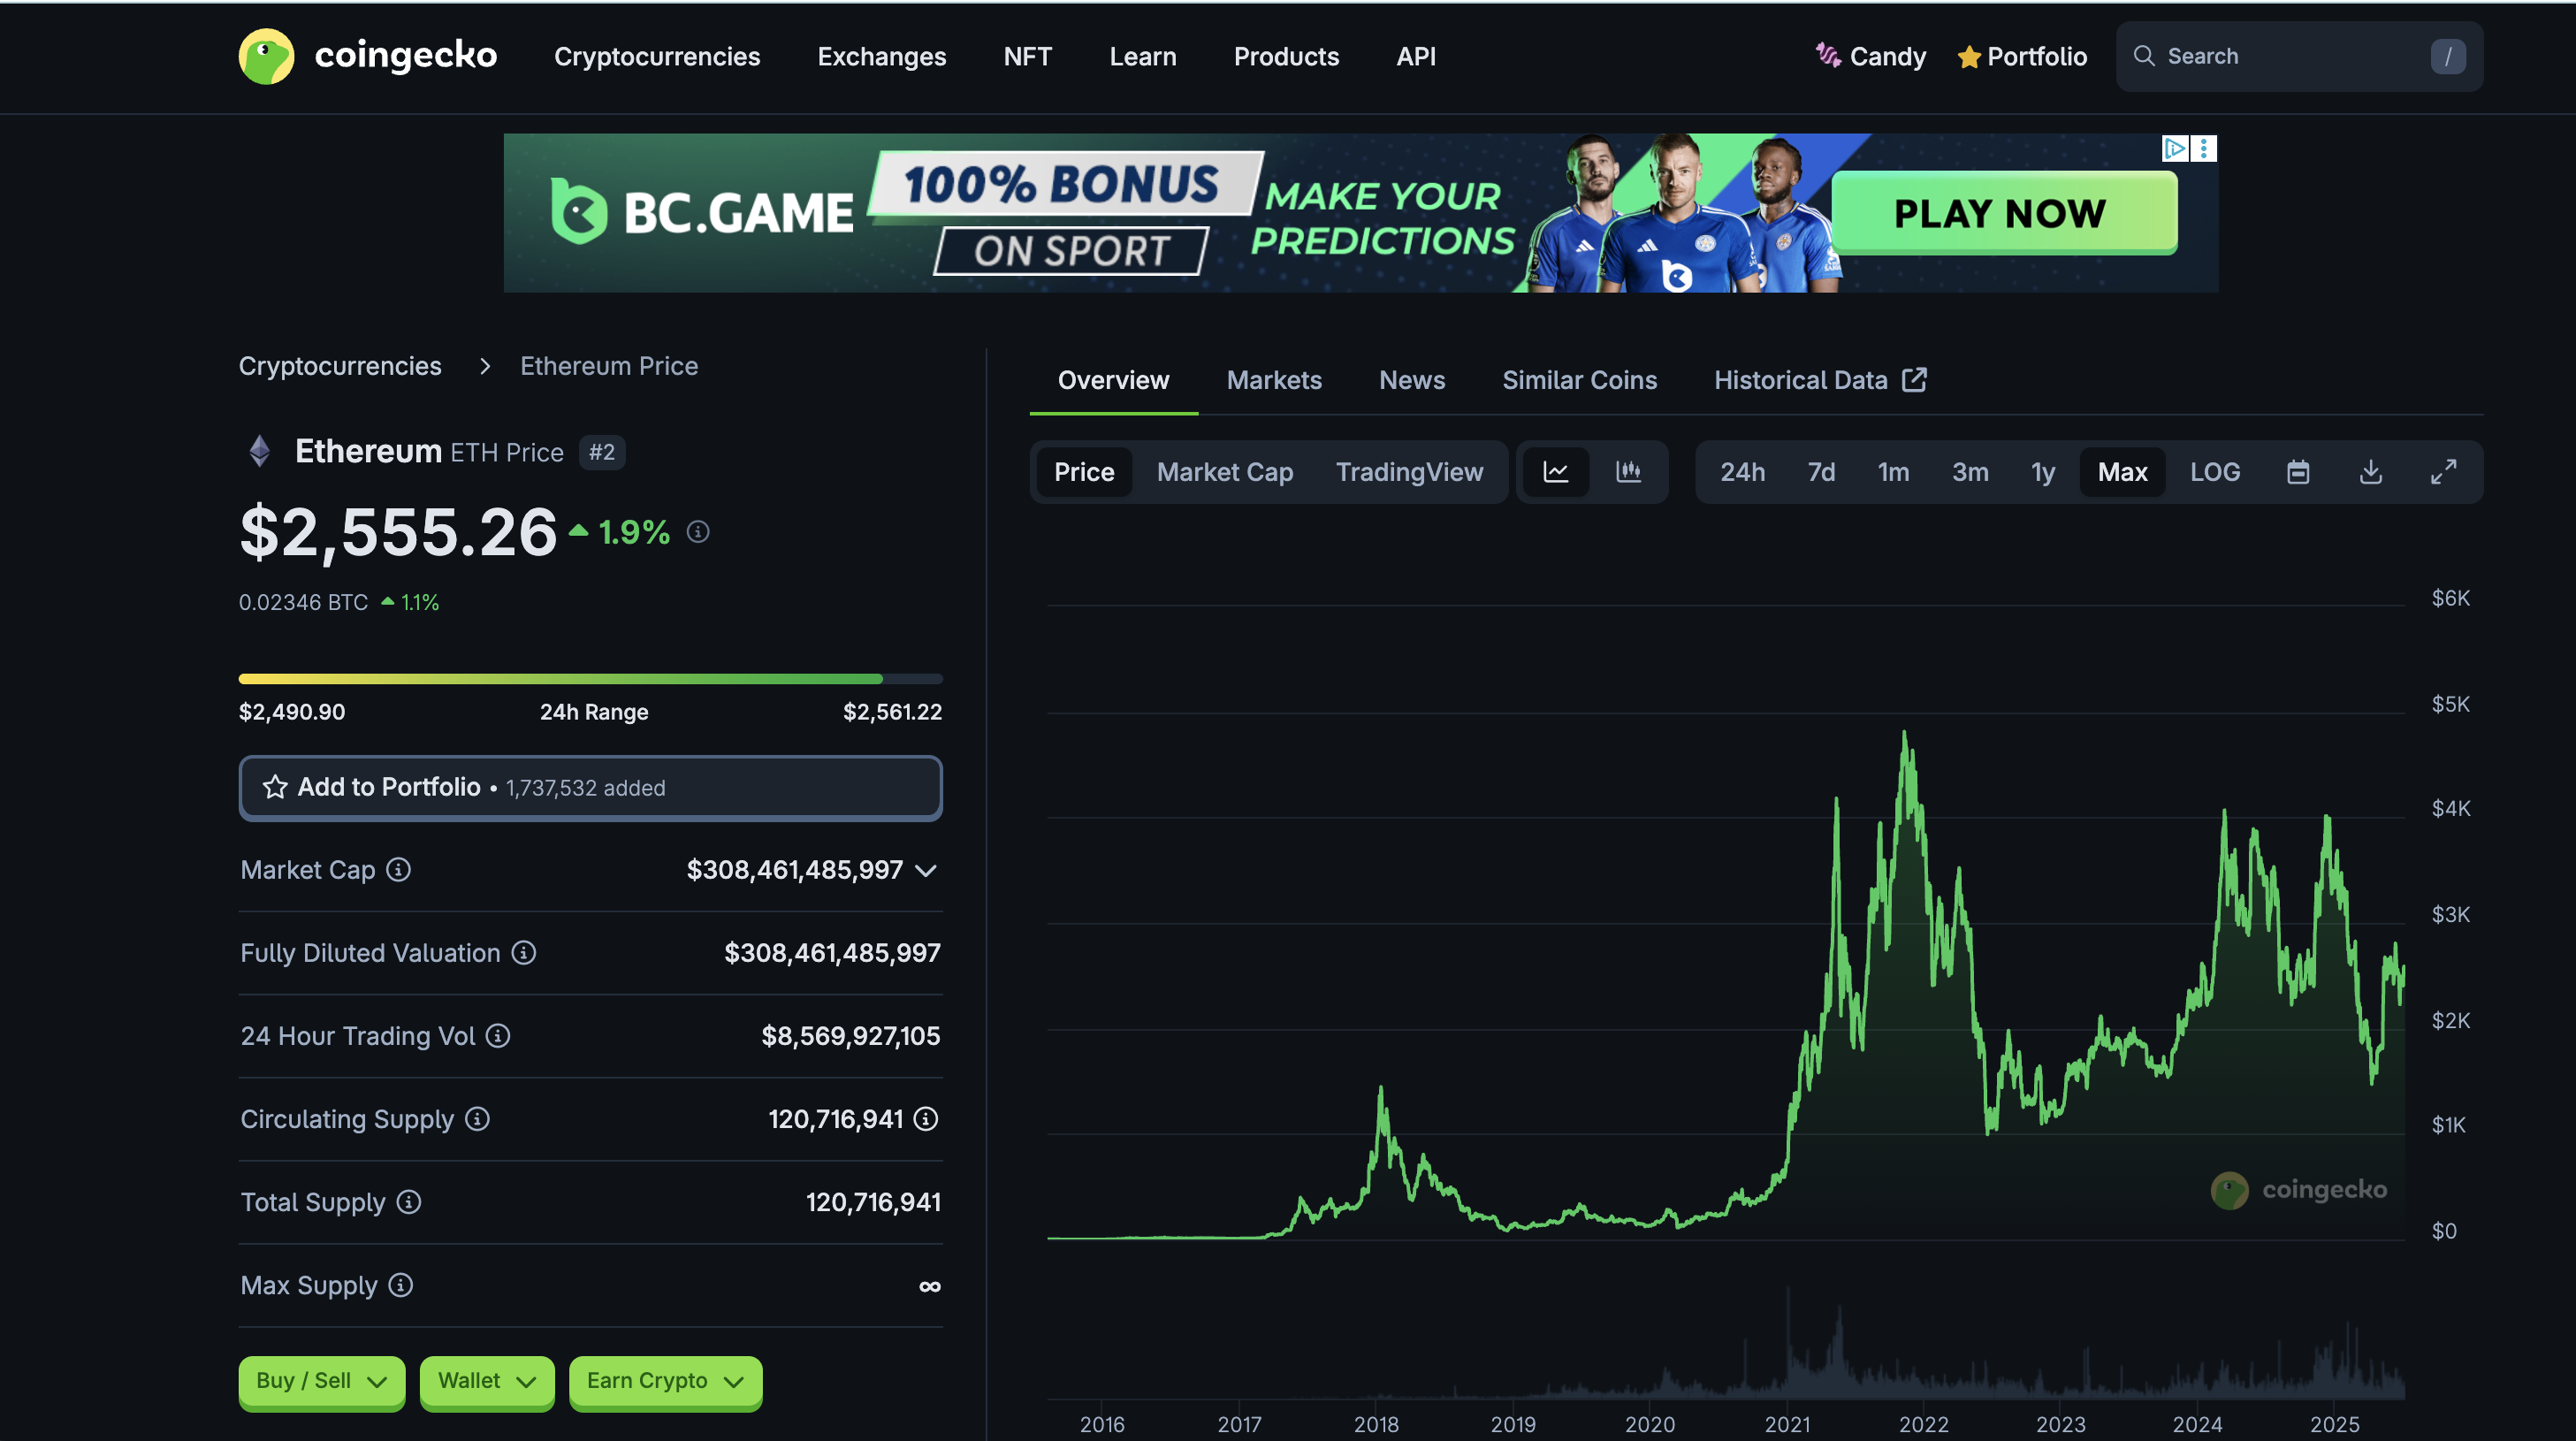 coingecko Cryptocurrencies Exchanges NFT Learn Products API Candy Portfolio Search /
BC.GAME 100% BONUS ON SPORT MAKE YOUR PREDICTIONS PLAY NOW
Cryptocurrencies > Ethereum Price
Ethereum ETH Price #2
$2,555.26 1.9%
0.02346 BTC 1.1%
$2,490.90 24h Range $2,561.22
Add to Portfolio • 1,737,532 added
Market Cap $308,461,485,997
Fully Diluted Valuation $308,461,485,997
24 Hour Trading Vol $8,569,927,105
Circulating Supply 120,716,941
Total Supply 120,716,941
Max Supply ∞
Buy / Sell Wallet Earn Crypto
Overview Markets News Similar Coins Historical Data
Price Market Cap TradingView 24h 7d 1m 3m 1y Max LOG
$6K
$5K
$4K
$3K
$2K
$1K
coingecko
$0
2016 2017 2018 2019 2020 2021 2022 2023 2024 2025